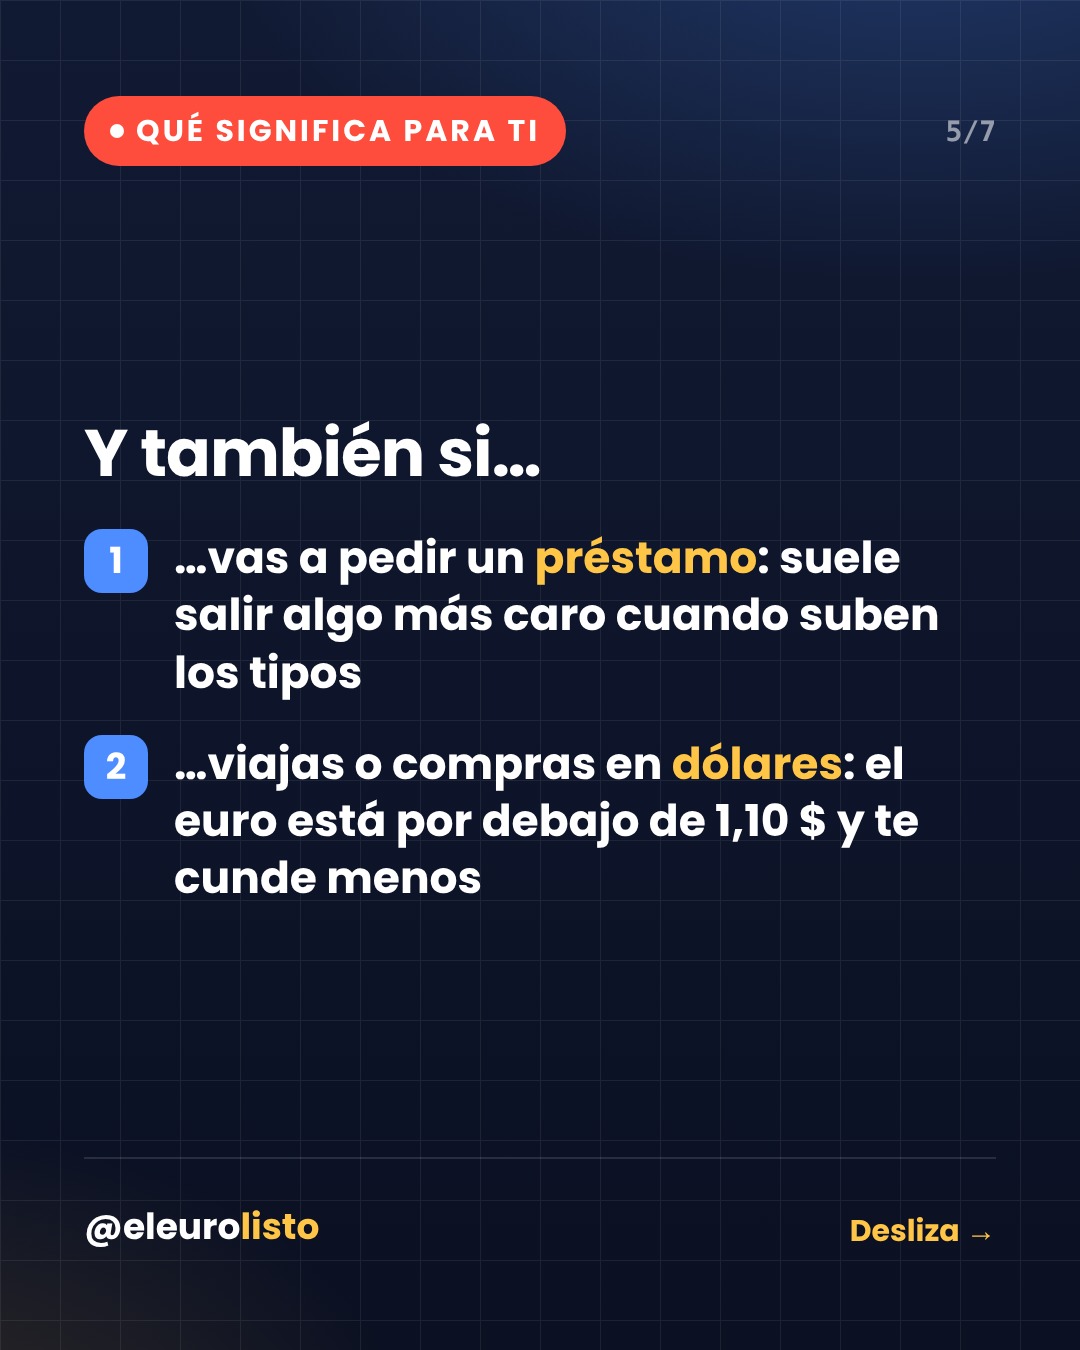 QUÉ SIGNIFICA PARA TI
5/7
Y también si...
1
...vas a pedir un préstamo: suele
salir algo más caro cuando suben
los tipos
2
...viajas o compras en dólares: el
euro está por debajo de 1,10 $ y te
cunde menos
@eleurolisto
Desliza →